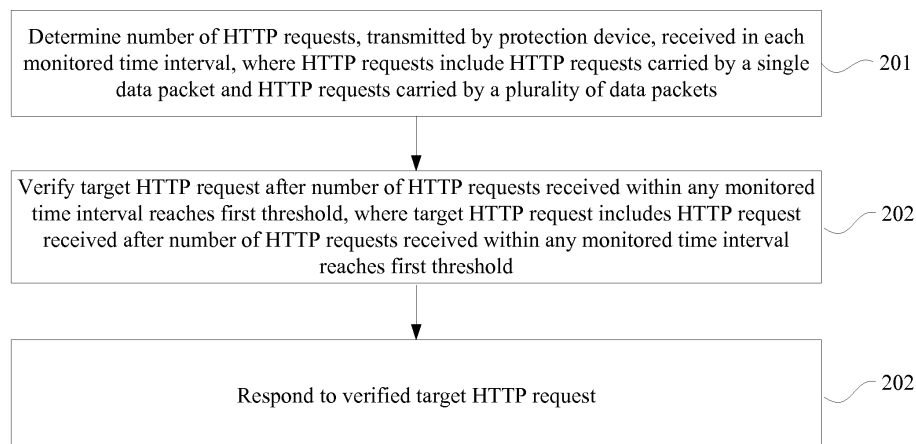 Determine number of HTTP requests, transmitted by protection device, received in each
monitored time interval, where HTTP requests include HTTP requests carried by a single
data packet and HTTP requests carried by a plurality of data packets
201
Verify target HTTP request after number of HTTP requests received within any monitored
time interval reaches first threshold, where target HTTP request includes HTTP request
received after number of HTTP requests received within any monitored time interval
reaches first threshold
202
Respond to verified target HTTP request
202